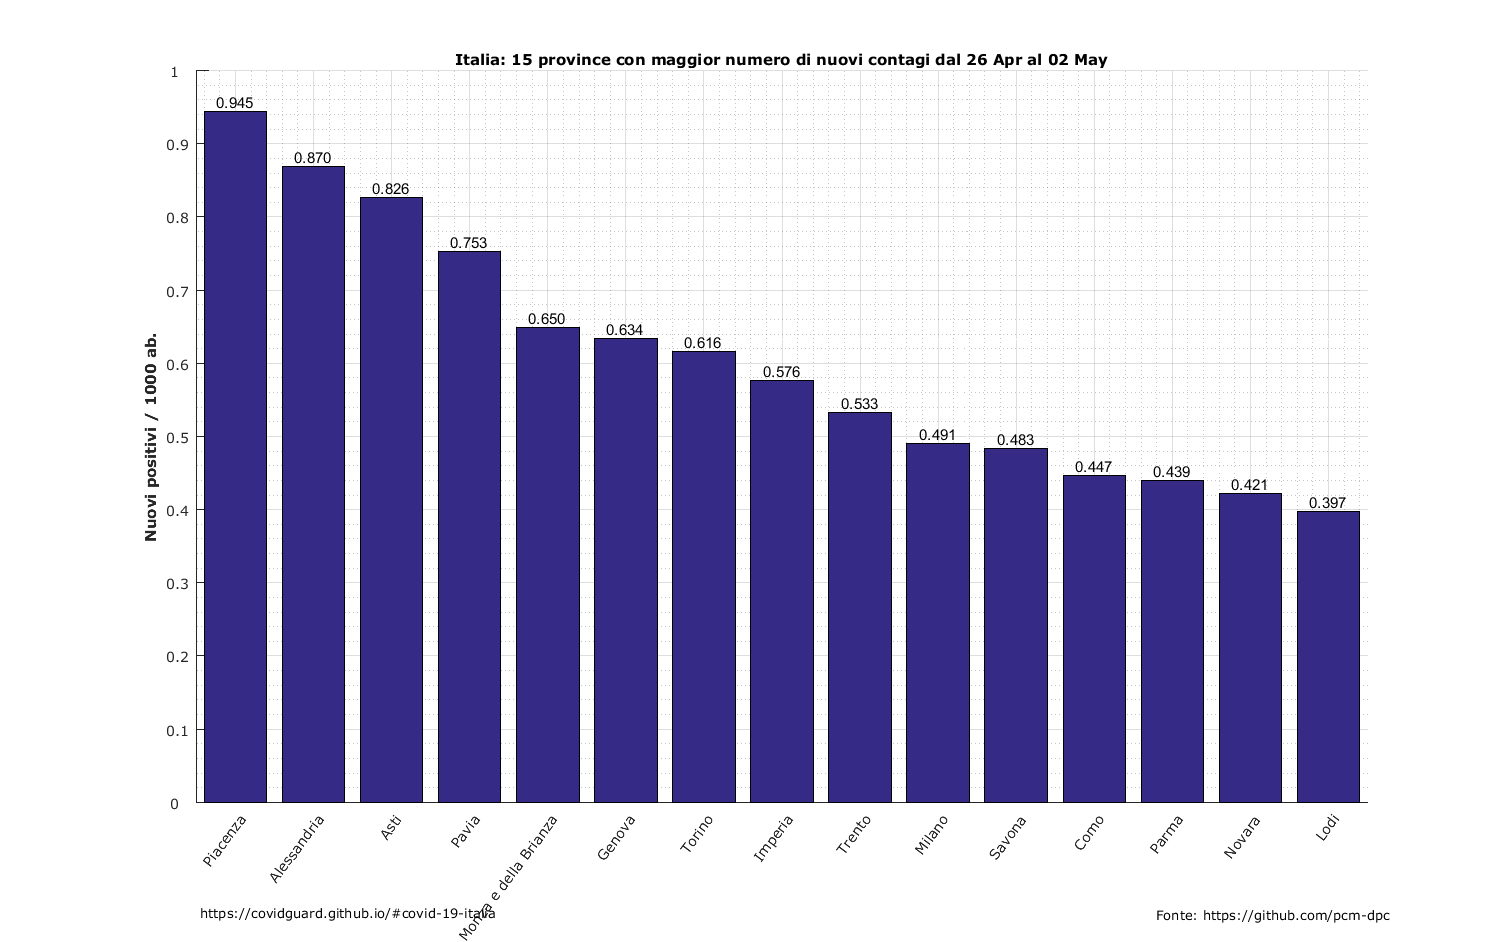 Italia: 15 province con maggior numero di nuovi contagi dal 26 Apr al 02 May
Nuovi positivi / 1000 ab.
1
0.9
0.8
0.7
0.6
0.5
0.4
0.3
0.2
0.1
0
0.945
0.870
0.826
0.753
0.650
0.634
0.616
0.576
0.533
0.491
0.483
0.447
0.439
0.421
0.397
Piacenza
Alessandria
Asti
Pavia
Monza e della Brianza
Genova
Torino
Imperia
Trento
Milano
Savona
Como
Parma
Novara
Lodi
https://covidguard.github.io/#covid-19-italia
Fonte: https://github.com/pcm-dpc